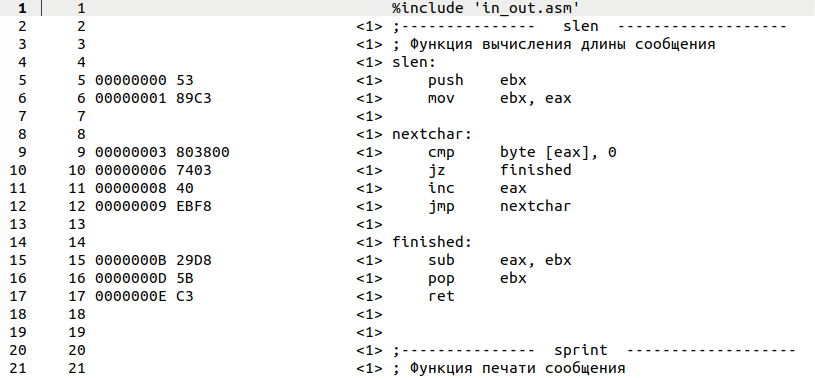 1 1 %include 'in_out.asm'
2 2 <1> ;--------------- slen -------------------
3 3 <1> ; Функция вычисления длины сообщения
4 4 <1> slen:
5 5 00000000 53 <1> push ebx
6 6 00000001 89C3 <1> mov ebx, eax
7 7 <1>
8 8 <1> nextchar:
9 9 00000003 803800 <1> cmp byte [eax], 0
10 10 00000006 7403 <1> jz finished
11 11 00000008 40 <1> inc eax
12 12 00000009 EBF8 <1> jmp nextchar
13 13 <1>
14 14 <1> finished:
15 15 0000000B 29D8 <1> sub eax, ebx
16 16 0000000D 5B <1> pop ebx
17 17 0000000E C3 <1> ret
18 18 <1>
19 19 <1>
20 20 <1> ;--------------- sprint -------------------
21 21 <1> ; Функция печати сообщения